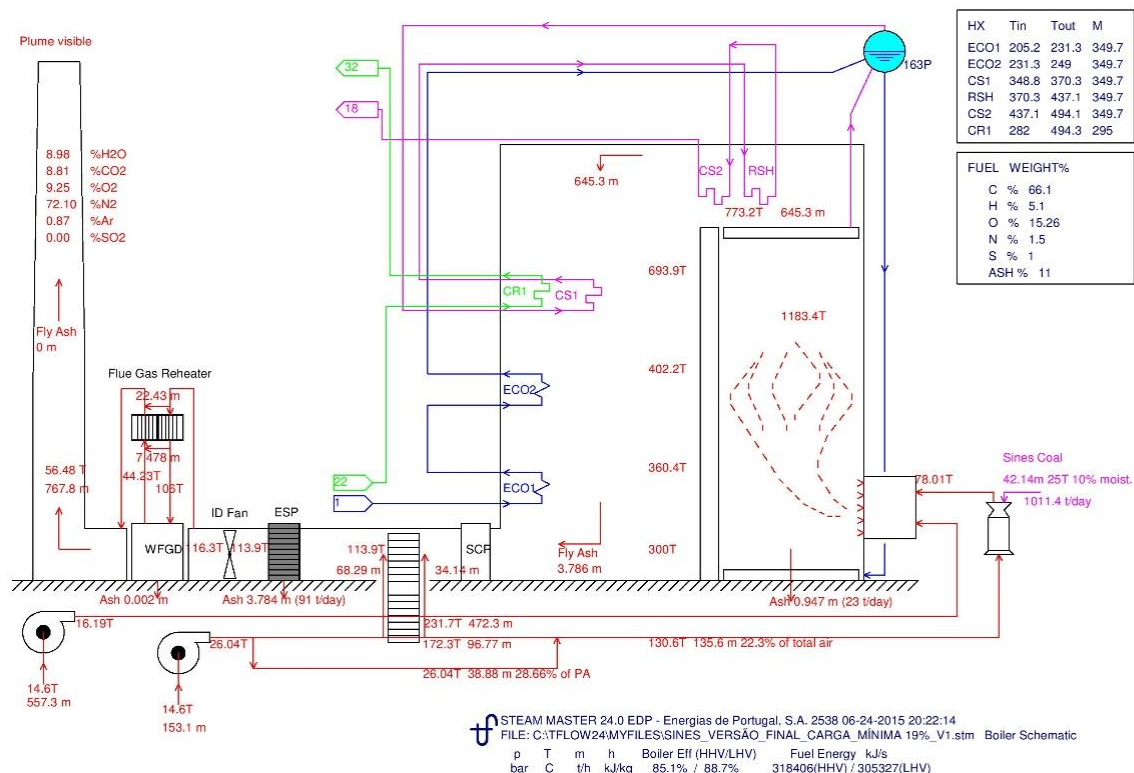 Plume visible
8.98 %H2O
8.81 %CO2
9.25 %O2
72.10 %N2
0.87 %Ar
0.00 %SO2
Fly Ash
0 m
Flue Gas Reheater
22.43 m
7.478 m
44.23T
106T
56.48 T
767.8 m
WFGD
116.3T
ID Fan
113.9T
ESP
Ash 0.002 m
Ash 3.784 m (91 t/day)
16.19T
14.6T
557.3 m
26.04T
14.6T
153.1 m
32
18
22
1
163P
645.3 m
CS2
RSH
773.2T
645.3 m
CR1
CS1
693.9T
1183.4T
402.2T
ECO2
360.4T
ECO1
300T
SCR
Fly Ash
3.786 m
113.9T
68.29 m
34.14 m
231.7T 472.3 m
172.3T 96.77 m
26.04T 38.88 m 28.66% of PA
130.6T 135.6 m 22.3% of total air
Ash 0.947 m (23 t/day)
78.01T
Sines Coal
42.14m 25T 10% moist.
1011.4 t/day
HX Tin Tout M
ECO1 205.2 231.3 349.7
ECO2 231.3 249 349.7
CS1 348.8 370.3 349.7
RSH 370.3 437.1 349.7
CS2 437.1 494.1 349.7
CR1 282 494.3 295
FUEL WEIGHT%
C % 66.1
H % 5.1
O % 15.26
N % 1.5
S % 1
ASH % 11
STEAM MASTER 24.0 EDP - Energias de Portugal, S.A. 2538 06-24-2015 20:22:14
FILE: C:\TFLOW24\MYFILES\SINES_VERSÃO_FINAL_CARGA_MÍNIMA 19%_V1.stm Boiler Schematic
p T m h Boiler Eff (HHV/LHV) Fuel Energy kJ/s
bar C t/h kJ/kg 85.1% / 88.7% 318406(HHV) / 305327(LHV)